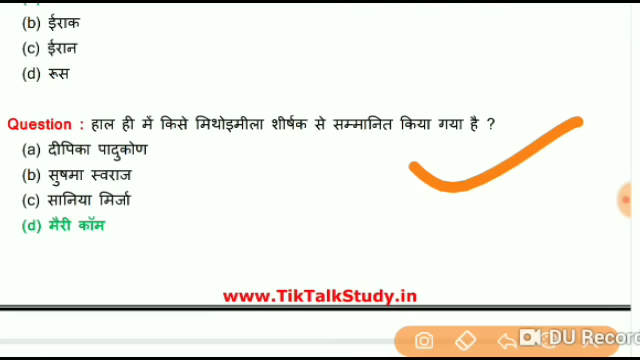 (b) ईराक
(c) ईरान
(d) रूस
Question : हाल ही में किसे मिथोइमीला शीर्षक से सम्मानित किया गया है ?
(a) दीपिका पादुकोण
(b) सुषमा स्वराज
(c) सानिया मिर्जा
(d) मैरी कॉम
www.TikTalkStudy.in
DU Recor